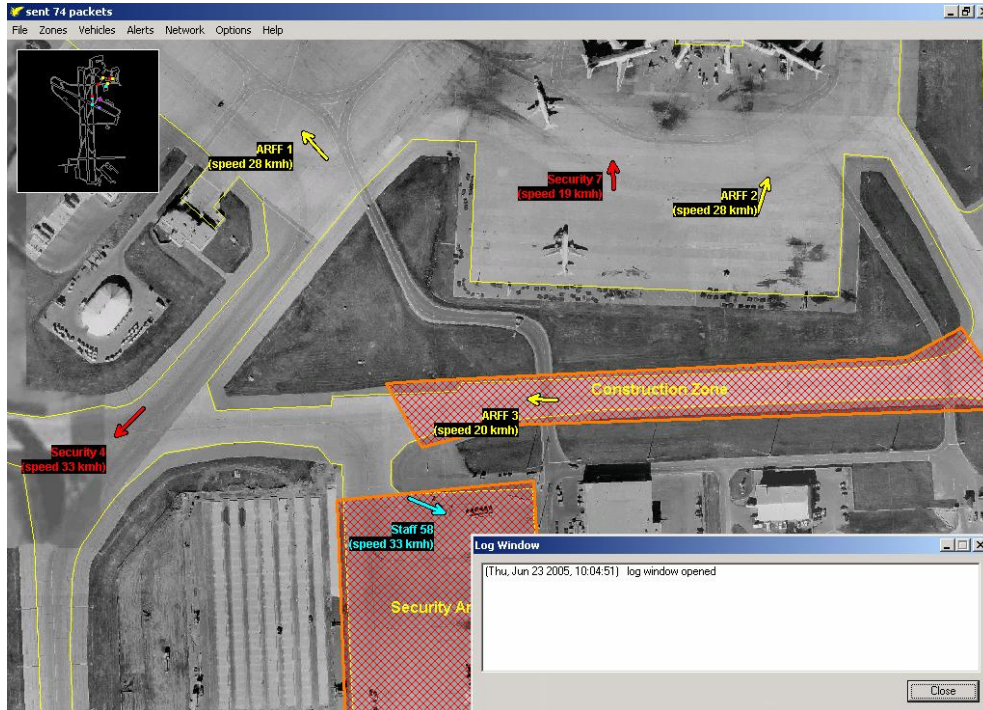 sent 74 packets
File Zones Vehicles Alerts Network Options Help
ARFF 1
(speed 28 kmh)
Security 7
(speed 19 kmh)
ARFF 2
(speed 28 kmh)
Construction Zone
ARFF 3
(speed 20 kmh)
Security 4
(speed 33 kmh)
Staff 58
(speed 33 kmh)
Security Ar
Log Window
(Thu, Jun 23 2005, 10:04:51) log window opened
Close